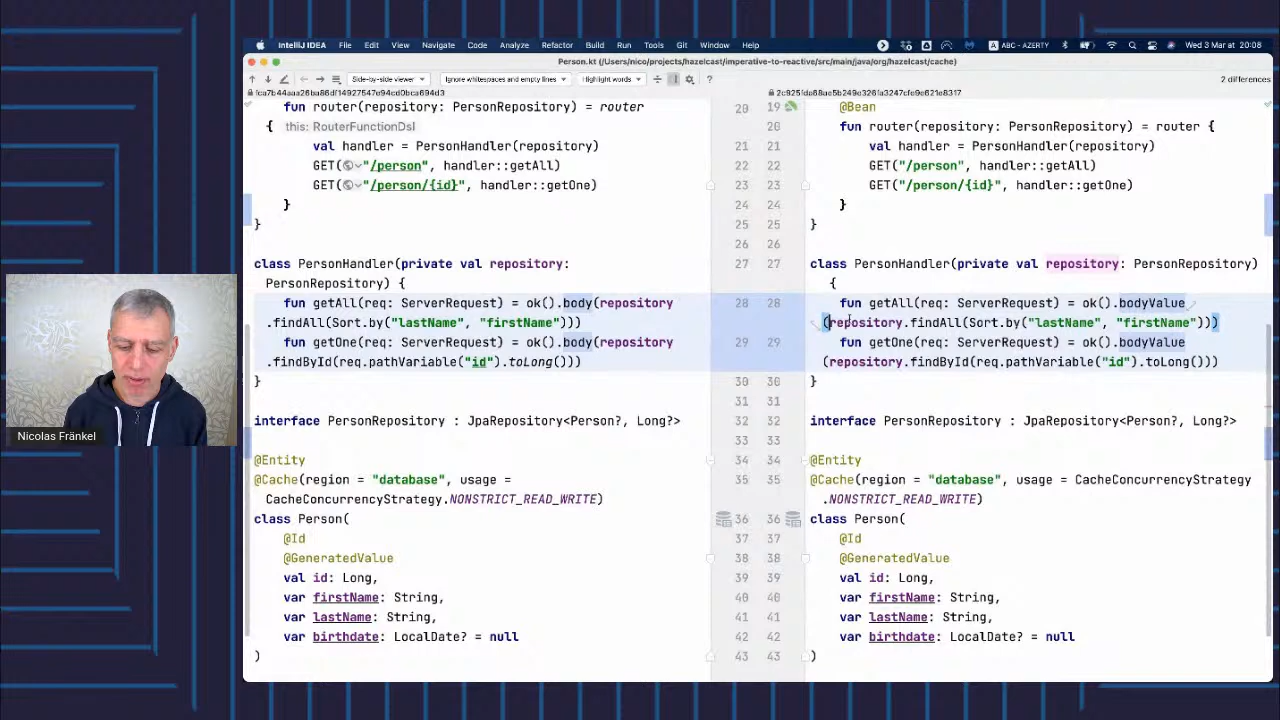 IntelliJ IDEA File Edit View Navigate Code Analyze Refactor Build Run Tools Git Window Help
ABC - AZERTY Wed 3 Mar at 20:08
Person.kt (/Users/nico/projects/hazelcast/imperative-to-reactive/src/main/java/org/hazelcast/cache)
Side-by-side viewer Ignore whitespaces and empty lines Highlight words ? 2 differences
fun router(repository: PersonRepository) = router
{ this: RouterFunctionDsl
val handler = PersonHandler(repository)
GET("/person", handler::getAll)
GET("/person/{id}", handler::getOne)
}
}
class PersonHandler(private val repository:
PersonRepository) {
fun getAll(req: ServerRequest) = ok().body(repository
.findAll(Sort.by("lastName", "firstName")))
fun getOne(req: ServerRequest) = ok().body(repository
.findById(req.pathVariable("id").toLong()))
}
interface PersonRepository : JpaRepository<Person?, Long?>
@Entity
@Cache(region = "database", usage =
CacheConcurrencyStrategy.NONSTRICT_READ_WRITE)
class Person(
@Id
@GeneratedValue
val id: Long,
var firstName: String,
var lastName: String,
var birthdate: LocalDate? = null
)
20 19
20
21 21
22 22
23 23
24 24
25 25
26 26
27 27
28 28
29 29
30 30
31 31
32 32
33 33
34 34
35 35
36 36
37 37
38 38
39 39
40 40
41 41
42 42
43 43
@Bean
fun router(repository: PersonRepository) = router {
val handler = PersonHandler(repository)
GET("/person", handler::getAll)
GET("/person/{id}", handler::getOne)
}
}
class PersonHandler(private val repository: PersonRepository)
{
fun getAll(req: ServerRequest) = ok().bodyValue
(repository.findAll(Sort.by("lastName", "firstName")))
fun getOne(req: ServerRequest) = ok().bodyValue
(repository.findById(req.pathVariable("id").toLong()))
}
interface PersonRepository : JpaRepository<Person?, Long?>
@Entity
@Cache(region = "database", usage = CacheConcurrencyStrategy
.NONSTRICT_READ_WRITE)
class Person(
@Id
@GeneratedValue
val id: Long,
var firstName: String,
var lastName: String,
var birthdate: LocalDate? = null
)
Nicolas Fränkel